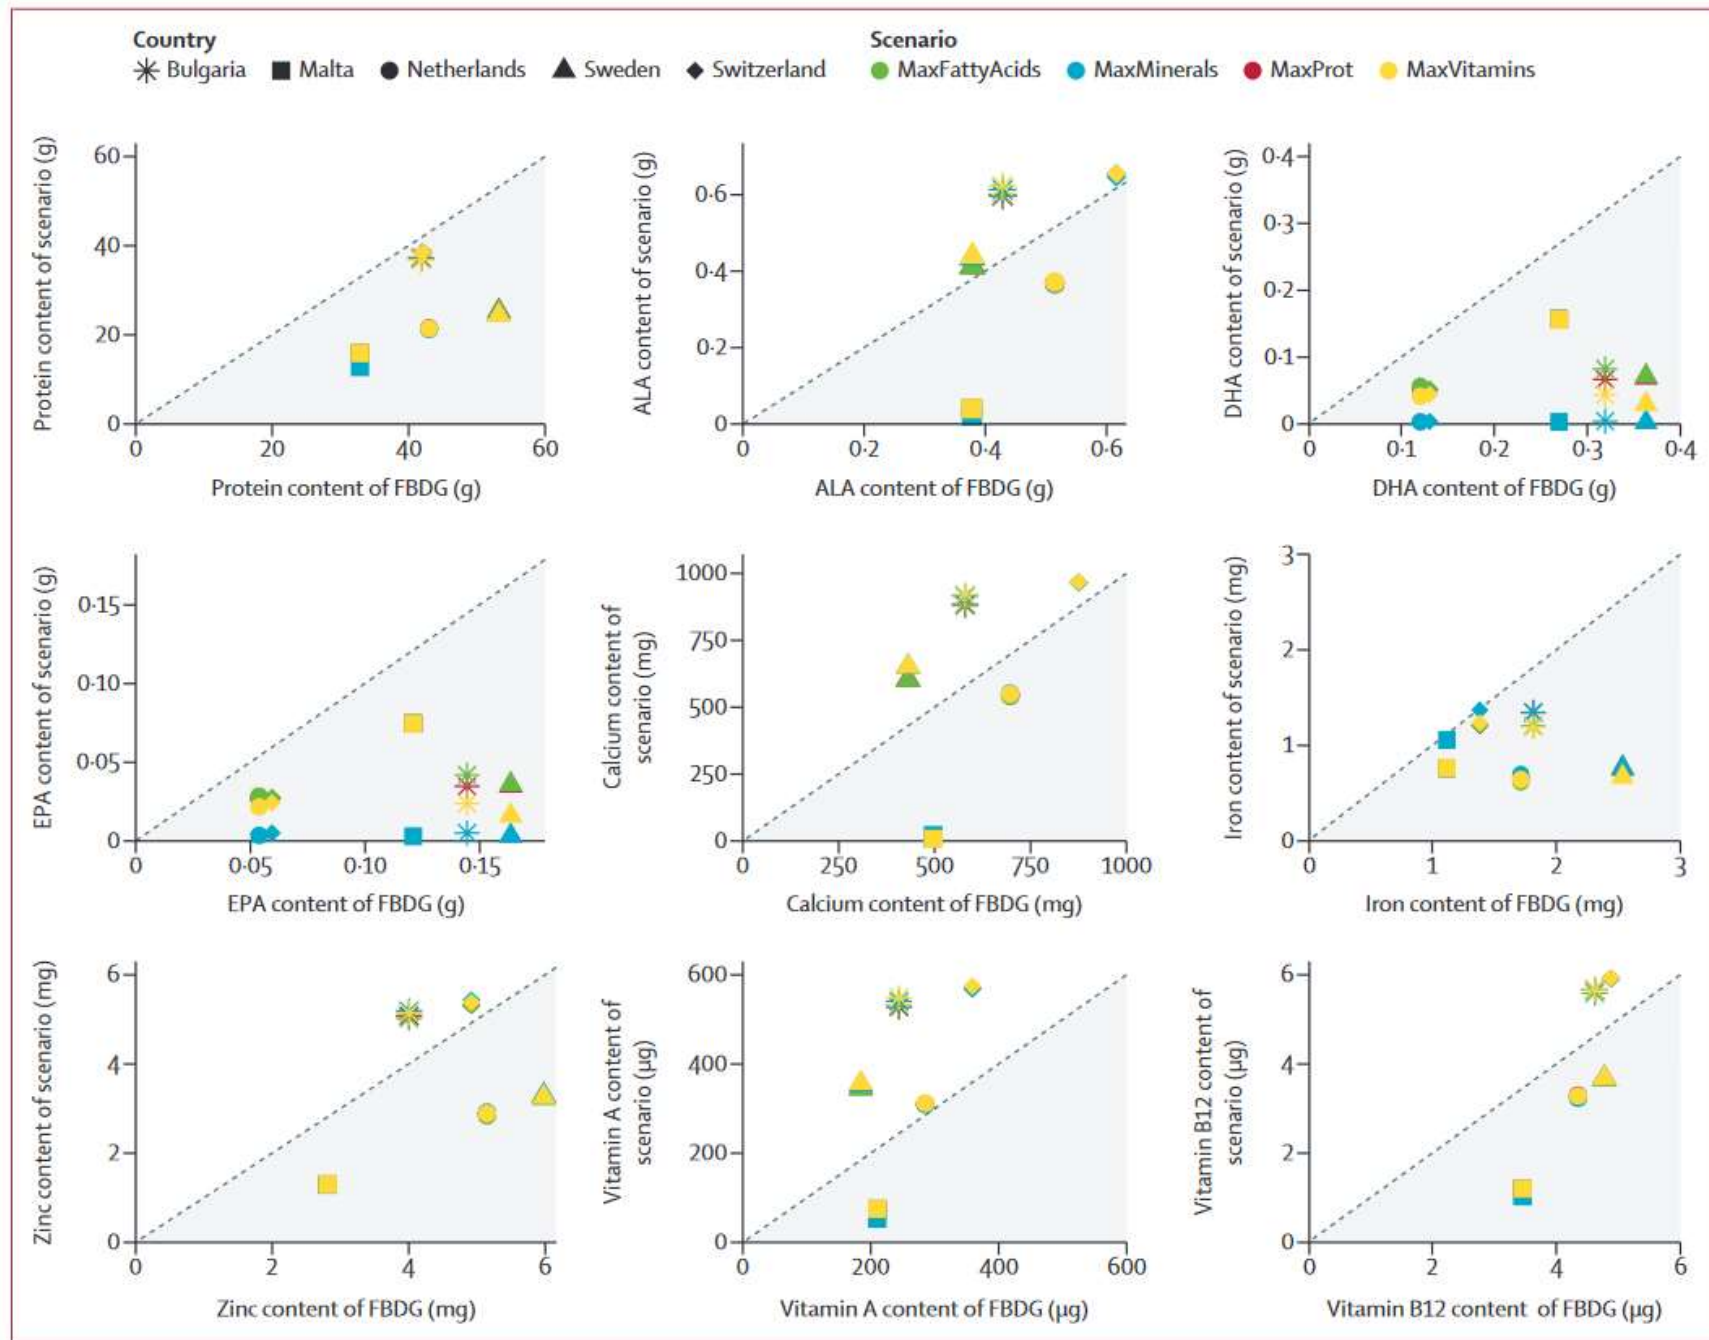 Country
Bulgaria Malta Netherlands Sweden Switzerland
Scenario
MaxFattyAcids MaxMinerals MaxProt MaxVitamins
Protein content of scenario (g)
60
40
20
0
0 20 40 60
Protein content of FBDG (g)
ALA content of scenario (g)
0·6
0·4
0·2
0
0 0·2 0·4 0·6
ALA content of FBDG (g)
DHA content of scenario (g)
0·4
0·3
0·2
0·1
0
0 0·1 0·2 0·3 0·4
DHA content of FBDG (g)
EPA content of scenario (g)
0·15
0·10
0·05
0
0 0·05 0·10 0·15
EPA content of FBDG (g)
Calcium content of
scenario (mg)
1000
750
500
250
0
0 250 500 750 1000
Calcium content of FBDG (mg)
Iron content of scenario (mg)
3
2
1
0
0 1 2 3
Iron content of FBDG (mg)
Zinc content of scenario (mg)
6
4
2
0
0 2 4 6
Zinc content of FBDG (mg)
Vitamin A content of
scenario (µg)
600
400
200
0
0 200 400 600
Vitamin A content of FBDG (µg)
Vitamin B12 content of
scenario (µg)
6
4
2
0
0 2 4 6
Vitamin B12 content of FBDG (µg)